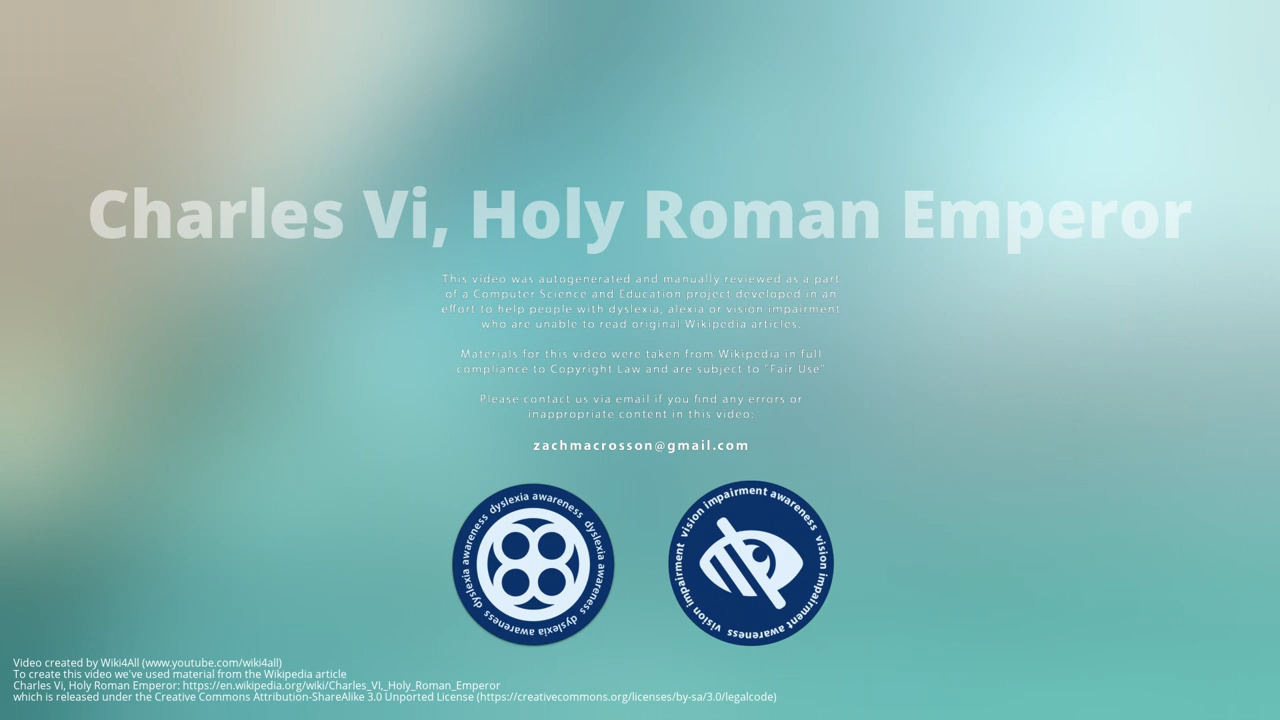 Charles Vi, Holy Roman Emperor
This video was autogenerated and manually reviewed as a part
of a Computer Science and Education project developed in an
effort to help people with dyslexia, alexia or vision impairment
who are unable to read original Wikipedia articles.
Materials for this video were taken from Wikipedia in full
compliance to Copyright Law and are subject to "Fair Use"
Please contact us via email if you find any errors or
inappropriate content in this video:
zachmacrosson@gmail.com
dyslexia awareness dyslexia awareness dyslexia awareness dyslexia awareness
vision impairment awareness vision impairment awareness vision impairment
Video created by Wiki4All (www.youtube.com/wiki4all)
To create this video we've used material from the Wikipedia article
Charles Vi, Holy Roman Emperor: https://en.wikipedia.org/wiki/Charles_VI,_Holy_Roman_Emperor
which is released under the Creative Commons Attribution-ShareAlike 3.0 Unported License (https://creativecommons.org/licenses/by-sa/3.0/legalcode)